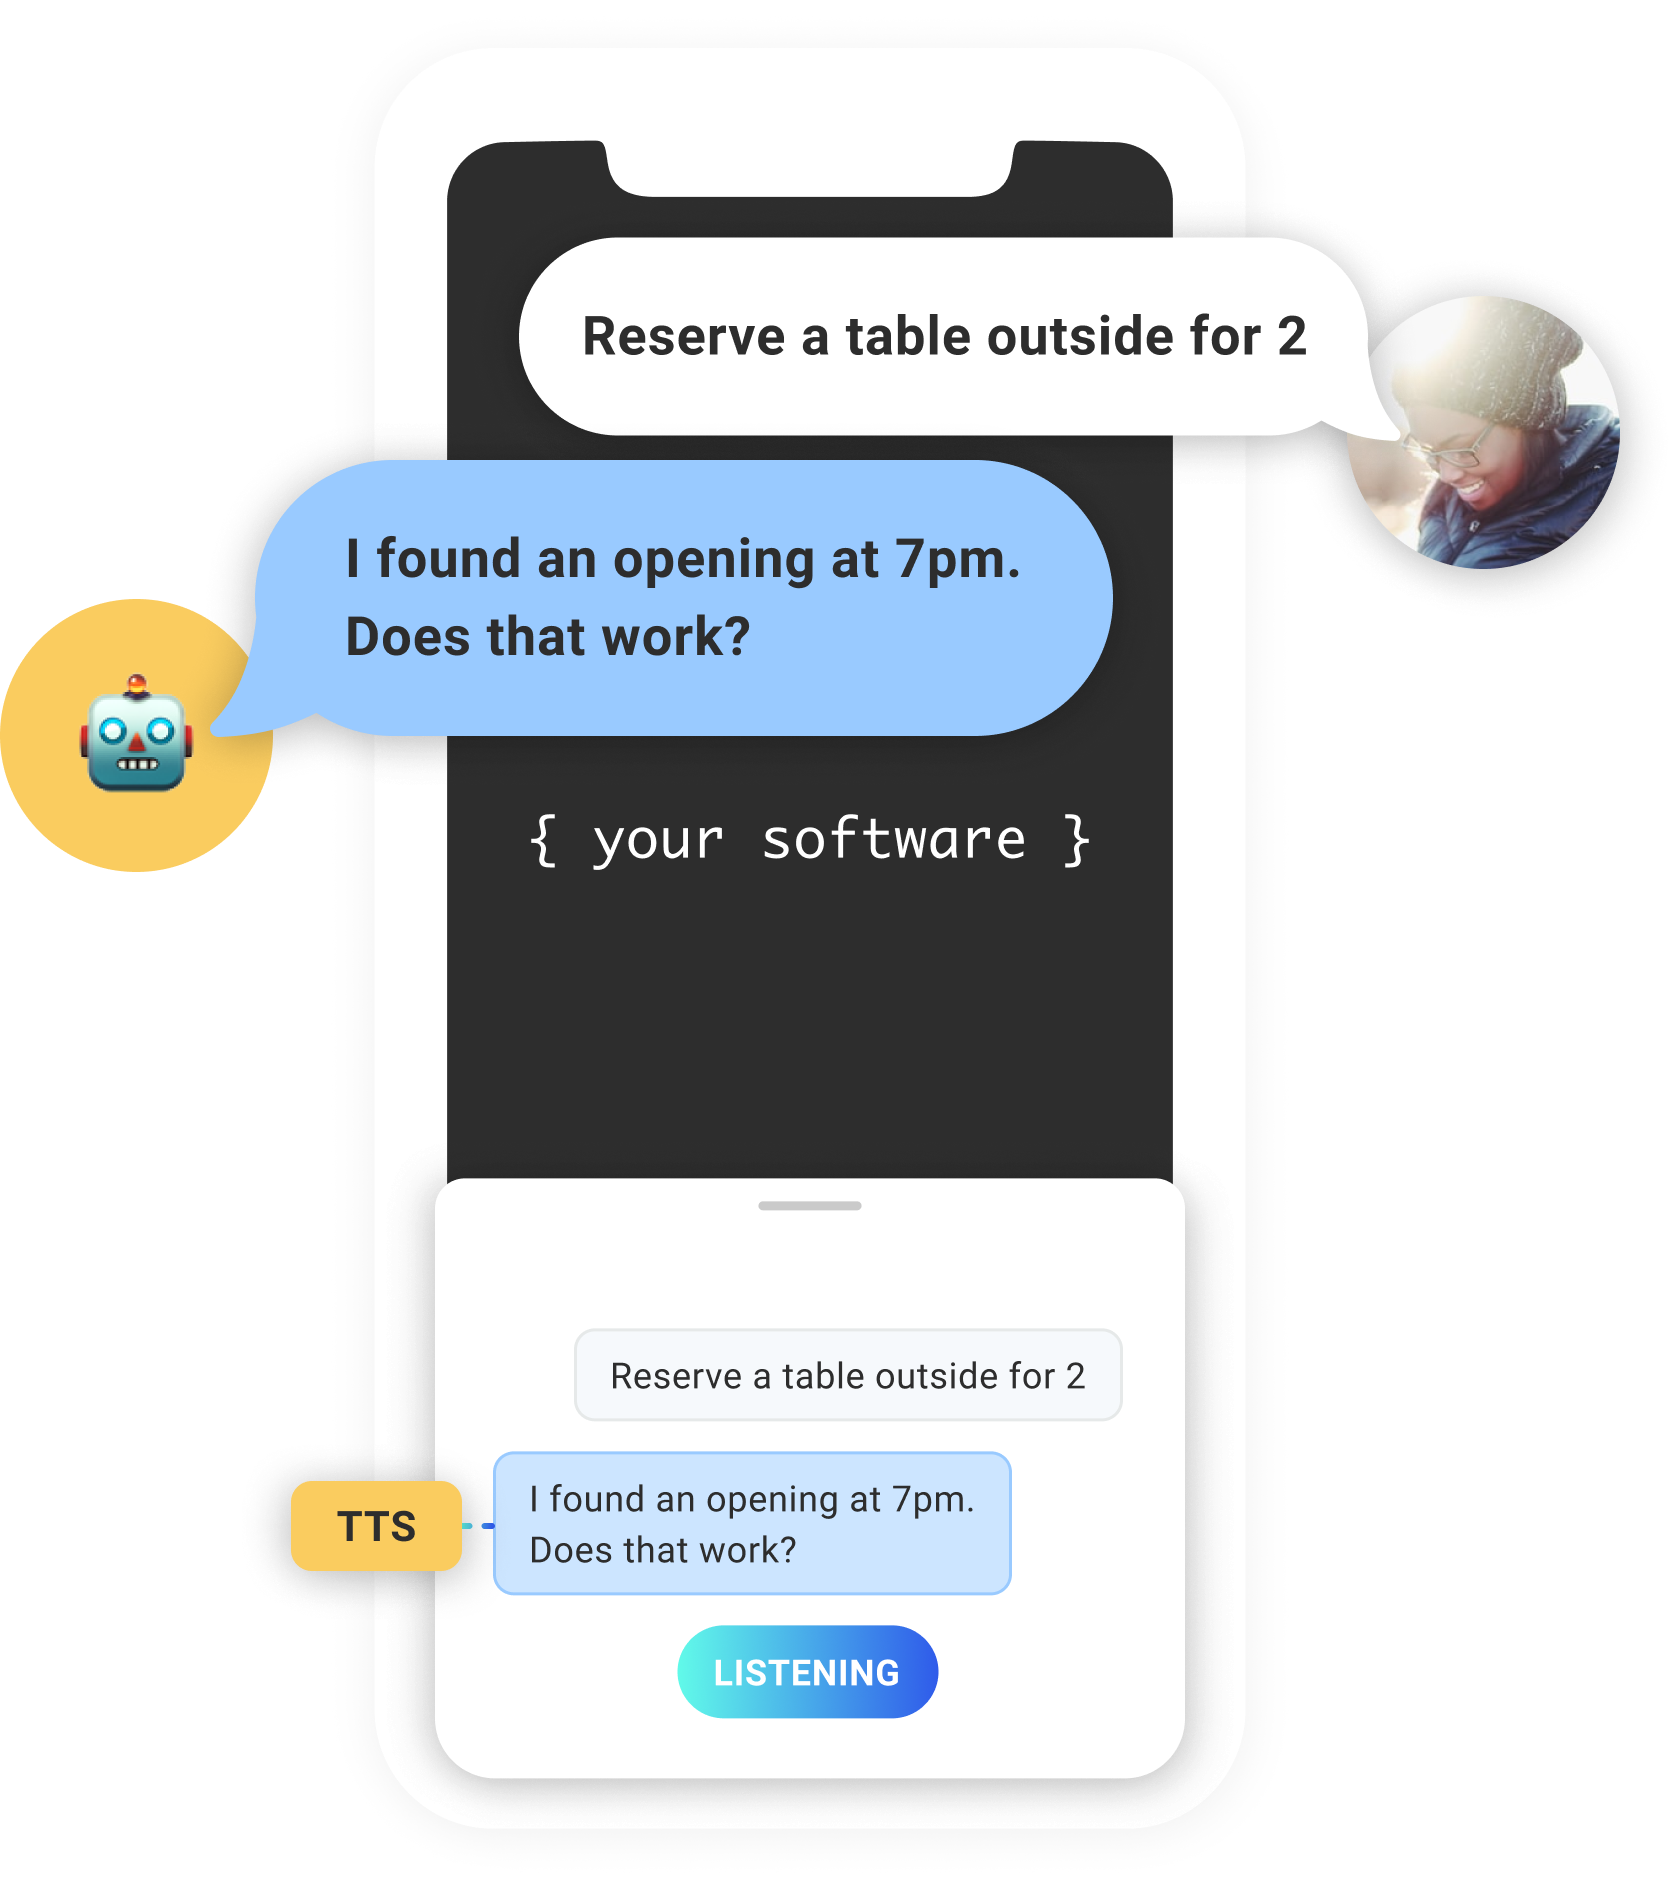 Reserve a table outside for 2
I found an opening at 7pm.
Does that work?
{ your software }
Reserve a table outside for 2
I found an opening at 7pm.
Does that work?
TTS
LISTENING